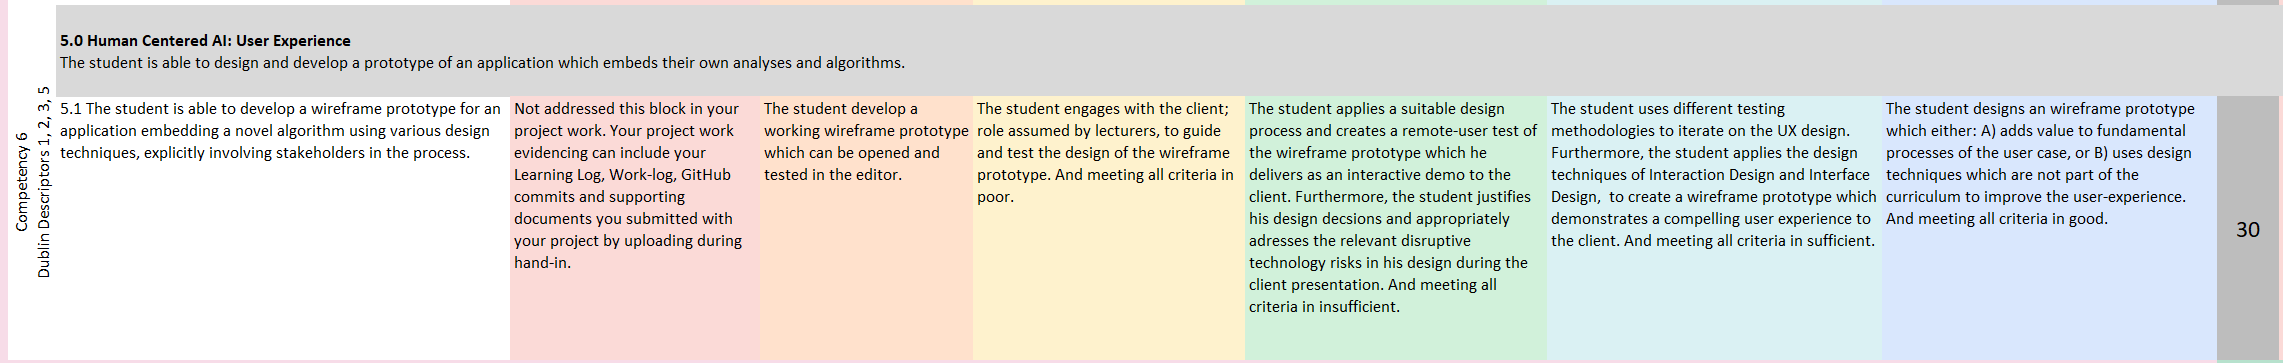 5.0 Human Centered AI: User Experience
The student is able to design and develop a prototype of an application which embeds their own analyses and algorithms.
Competency 6
Dublin Descriptors 1, 2, 3, 5
5.1 The student is able to develop a wireframe prototype for an
application embedding a novel algorithm using various design
techniques, explicitly involving stakeholders in the process.
Not addressed this block in your
project work. Your project work
evidencing can include your
Learning Log, Work-log, GitHub
commits and supporting
documents you submitted with
your project by uploading during
hand-in.
The student develop a
working wireframe prototype
which can be opened and
tested in the editor.
The student engages with the client;
role assumed by lecturers, to guide
and test the design of the wireframe
prototype. And meeting all criteria in
poor.
The student applies a suitable design
process and creates a remote-user test of
the wireframe prototype which he
delivers as an interactive demo to the
client. Furthermore, the student justifies
his design decsions and appropriately
adresses the relevant disruptive
technology risks in his design during the
client presentation. And meeting all
criteria in insufficient.
The student uses different testing
methodologies to iterate on the UX design.
Furthermore, the student applies the design
techniques of Interaction Design and Interface
Design,  to create a wireframe prototype which
demonstrates a compelling user experience to
the client. And meeting all criteria in sufficient.
The student designs an wireframe prototype
which either: A) adds value to fundamental
processes of the user case, or B) uses design
techniques which are not part of the
curriculum to improve the user-experience.
And meeting all criteria in good.
30